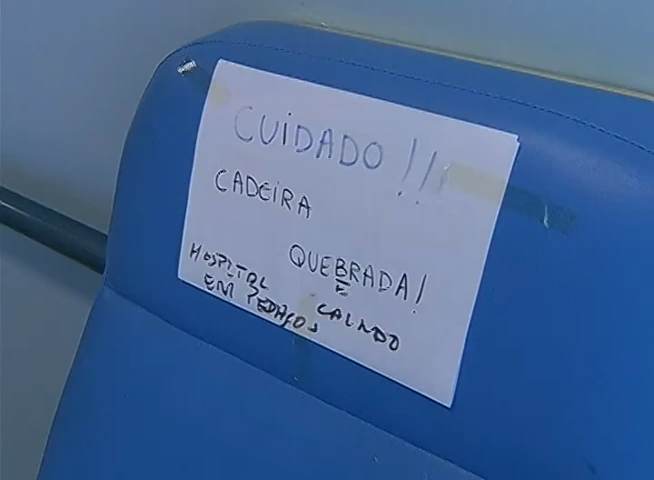 CUIDADO !!!
CADEIRA
QUEBRADA!
HOSPITAL E CAINDO
EM PEDAÇOS